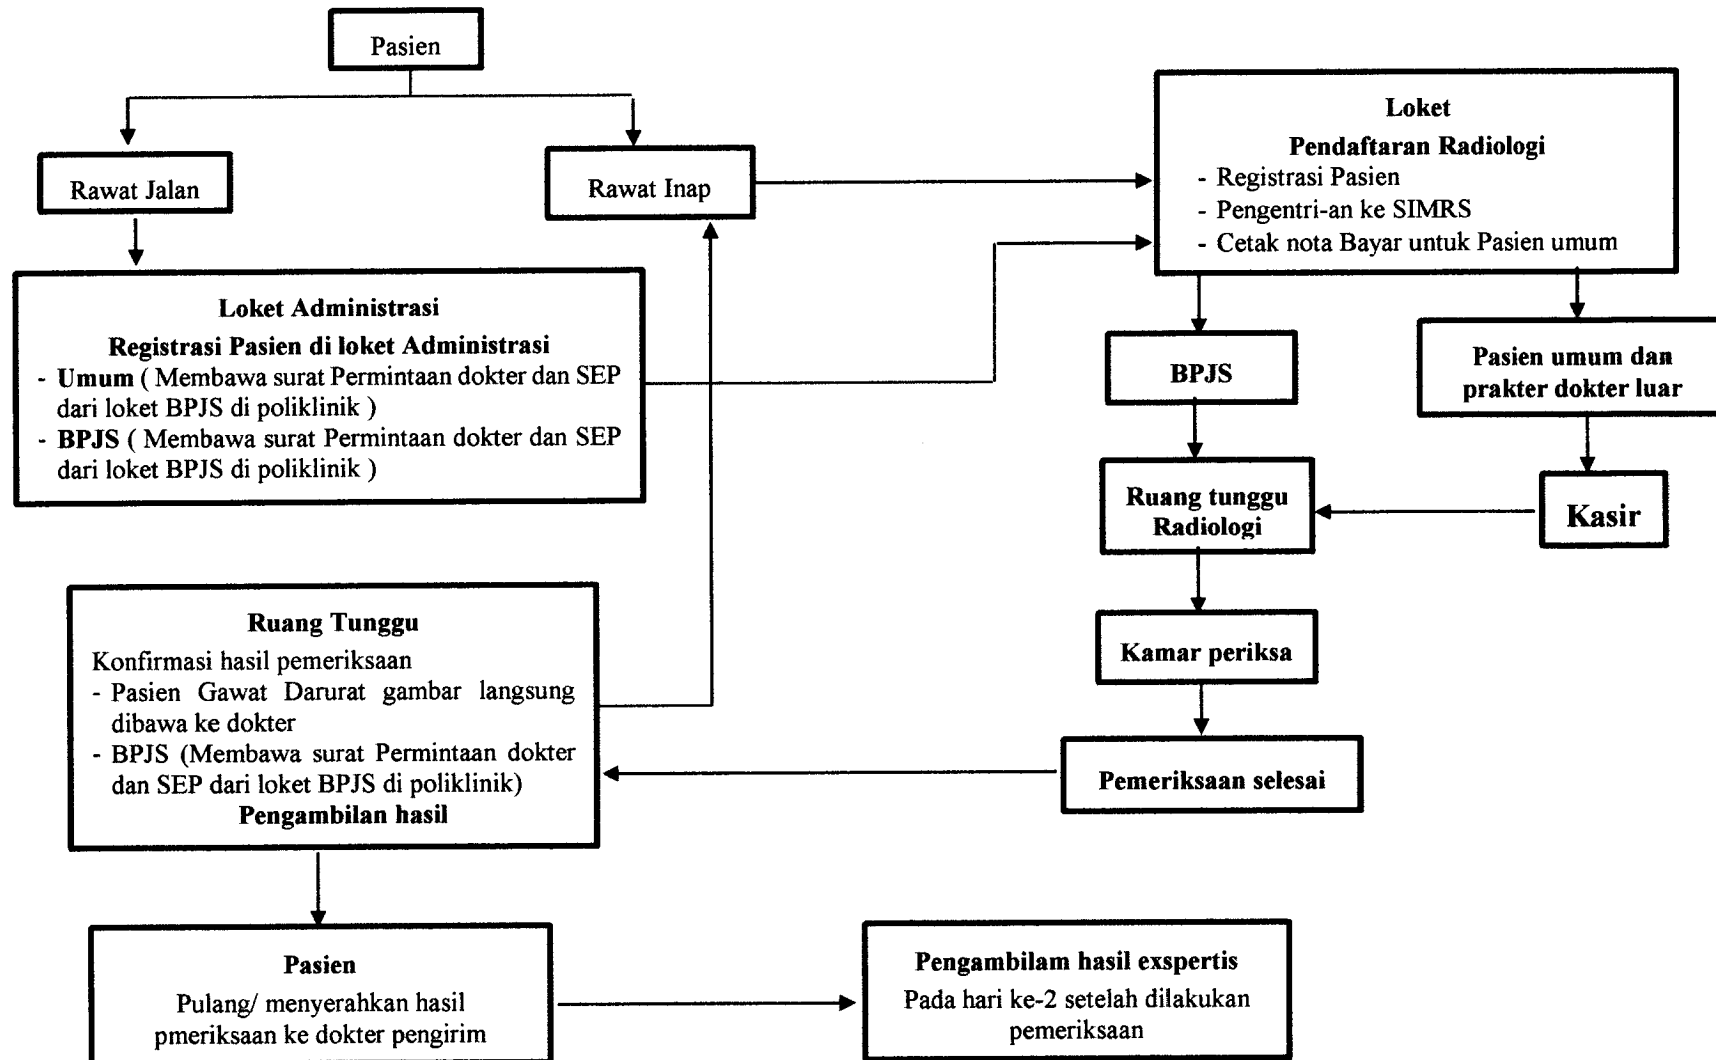 Pasien
Rawat Jalan
Rawat Inap
Loket
Pendaftaran Radiologi
- Registrasi Pasien
- Pengentri-an ke SIMRS
- Cetak nota Bayar untuk Pasien umum
Loket Administrasi
Registrasi Pasien di loket Administrasi
- Umum ( Membawa surat Permintaan dokter dan SEP
dari loket BPJS di poliklinik )
- BPJS ( Membawa surat Permintaan dokter dan SEP
dari loket BPJS di poliklinik )
BPJS
Pasien umum dan
prakter dokter luar
Ruang tunggu
Radiologi
Kasir
Kamar periksa
Pemeriksaan selesai
Ruang Tunggu
Konfirmasi hasil pemeriksaan
- Pasien Gawat Darurat gambar langsung
dibawa ke dokter
- BPJS (Membawa surat Permintaan dokter
dan SEP dari loket BPJS di poliklinik)
Pengambilan hasil
Pasien
Pulang/ menyerahkan hasil
pmeriksaan ke dokter pengirim
Pengambilam hasil exspertis
Pada hari ke-2 setelah dilakukan
pemeriksaan